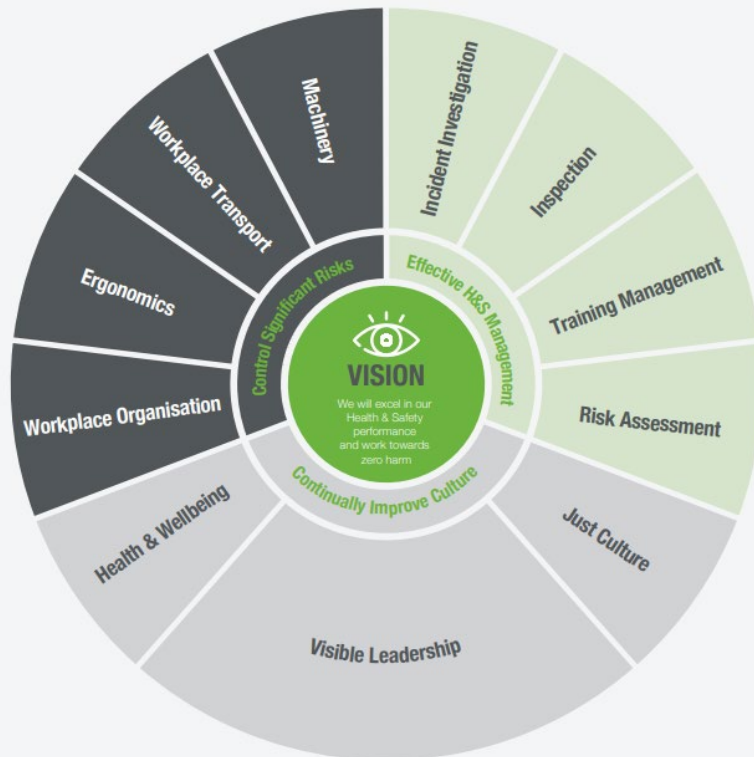 VISION
We will excel in our
Health & Safety
performance
and work towards
zero harm
Control Significant Risks
Effective H&S Management
Continually Improve Culture
Machinery
Workplace Transport
Ergonomics
Workplace Organisation
Incident Investigation
Inspection
Training Management
Risk Assessment
Just Culture
Visible Leadership
Health & Wellbeing